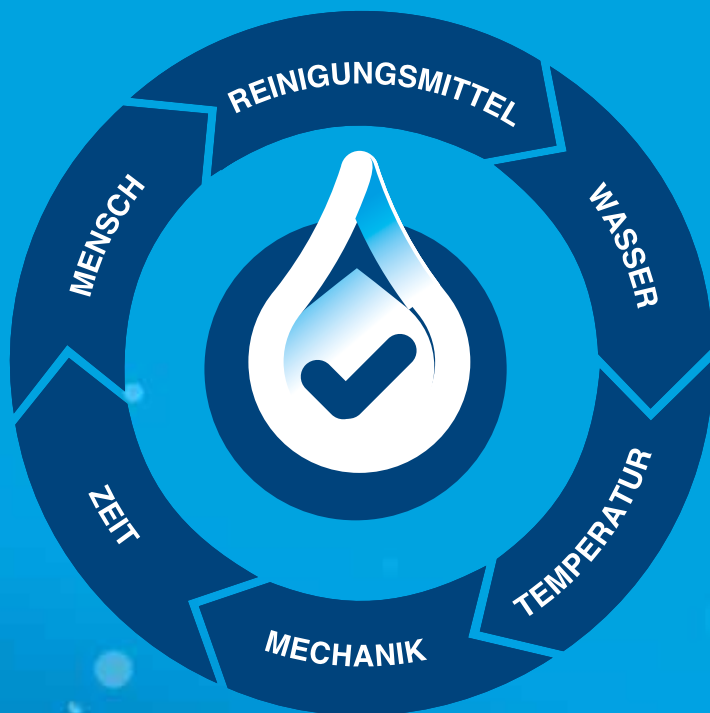 REINIGUNGSMITTEL
WASSER
TEMPERATUR
MECHANIK
ZEIT
MENSCH